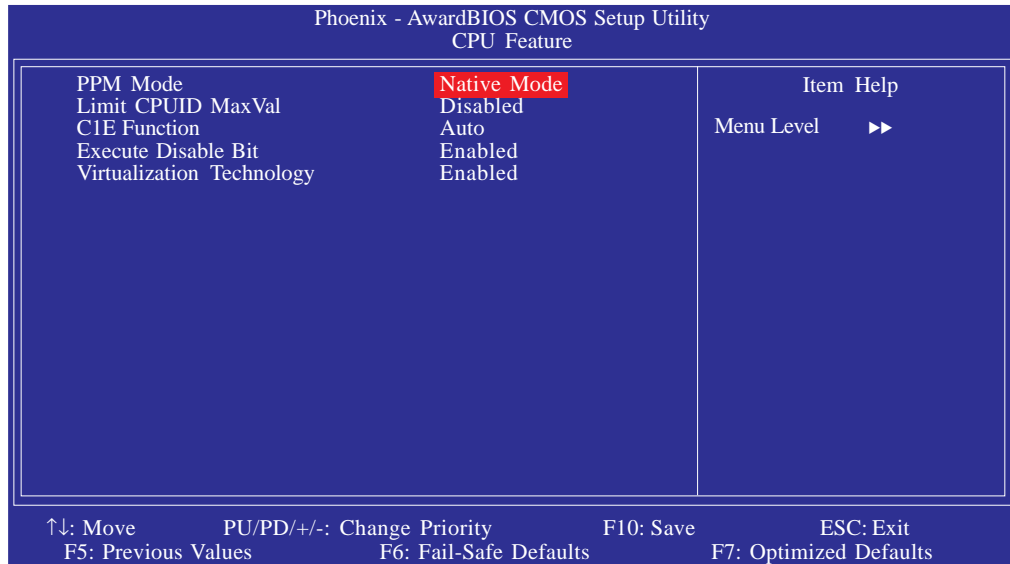 Phoenix - AwardBIOS CMOS Setup Utility
CPU Feature
PPM Mode Native Mode
Limit CPUID MaxVal Disabled
C1E Function Auto
Execute Disable Bit Enabled
Virtualization Technology Enabled
Item Help
Menu Level ▶▶
↑↓: Move PU/PD/+/-: Change Priority F10: Save ESC: Exit
F5: Previous Values F6: Fail-Safe Defaults F7: Optimized Defaults